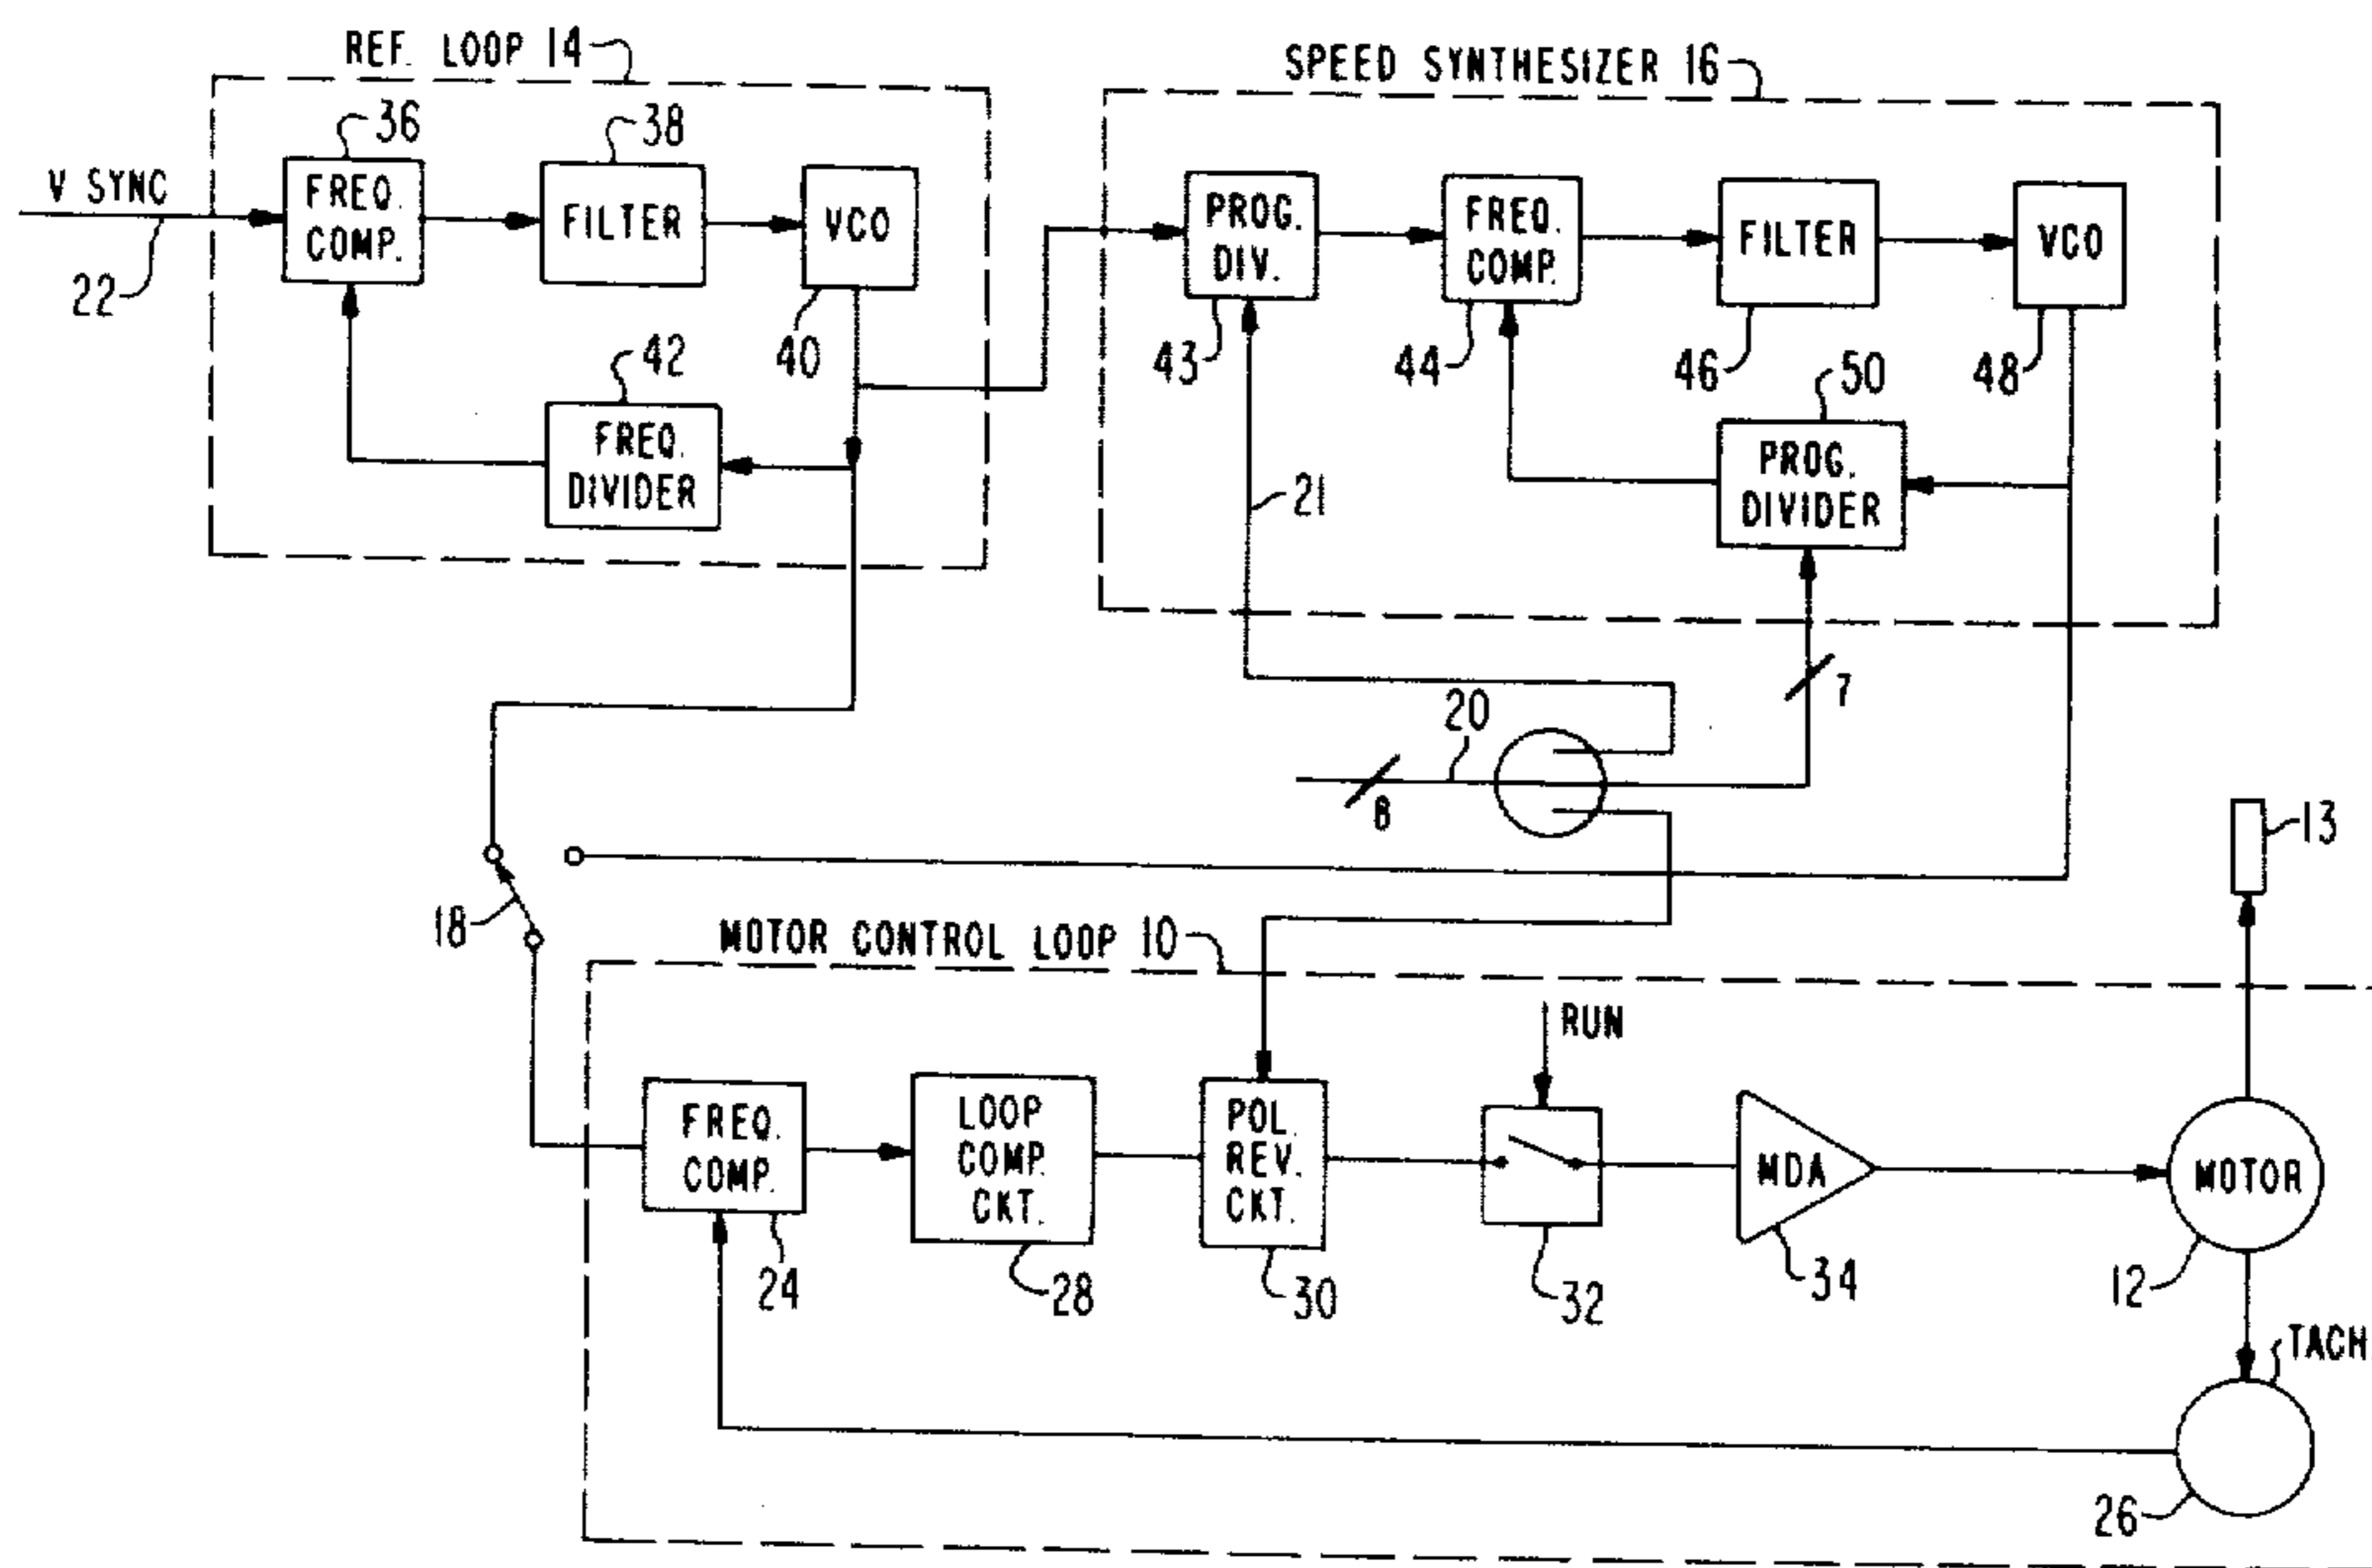 REF. LOOP 14
SPEED SYNTHESIZER 16
36
38
V SYNC
22
FREQ.
COMP.
FILTER
VCO
40
42
FREQ.
DIVIDER
PROG.
DIV.
43
FREQ.
COMP.
44
FILTER
46
VCO
48
50
PROG.
DIVIDER
21
7
20
8
13
18
MOTOR CONTROL LOOP 10
RUN
FREQ.
COMP.
24
LOOP
COMP.
CKT.
28
POL.
REV.
CKT.
30
32
MDA
34
MOTOR
12
TACH
26